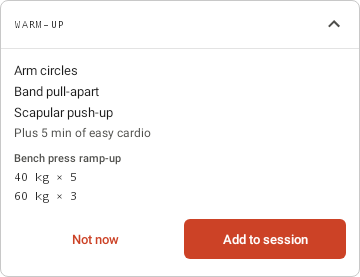 WARM-UP
Arm circles
Band pull-apart
Scapular push-up
Plus 5 min of easy cardio
Bench press ramp-up
40 kg × 5
60 kg × 3
Not now
Add to session